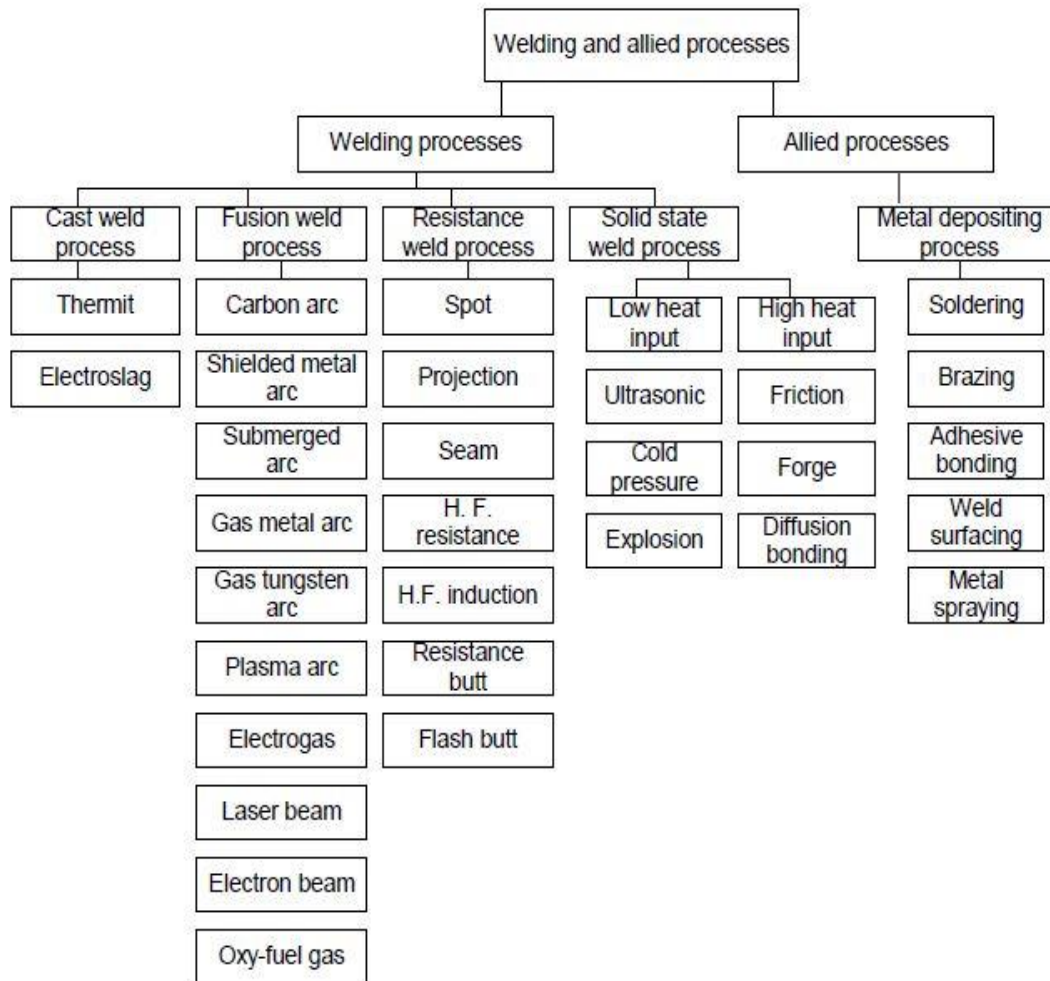 Welding and allied processes
Welding processes
Allied processes
Cast weld
process
Fusion weld
process
Resistance
weld process
Solid state
weld process
Metal depositing
process
Thermit
Electroslag
Carbon arc
Shielded metal
arc
Submerged
arc
Gas metal arc
Gas tungsten
arc
Plasma arc
Electrogas
Laser beam
Electron beam
Oxy-fuel gas
Spot
Projection
Seam
H. F.
resistance
H.F. induction
Resistance
butt
Flash butt
Low heat
input
Ultrasonic
Cold
pressure
Explosion
High heat
input
Friction
Forge
Diffusion
bonding
Soldering
Brazing
Adhesive
bonding
Weld
surfacing
Metal
spraying